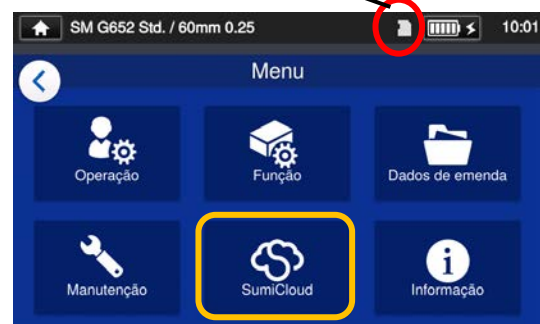 SM G652 Std. / 60mm 0.25 10:01
Menu
Operação Função Dados de emenda
Manutenção SumiCloud Informação